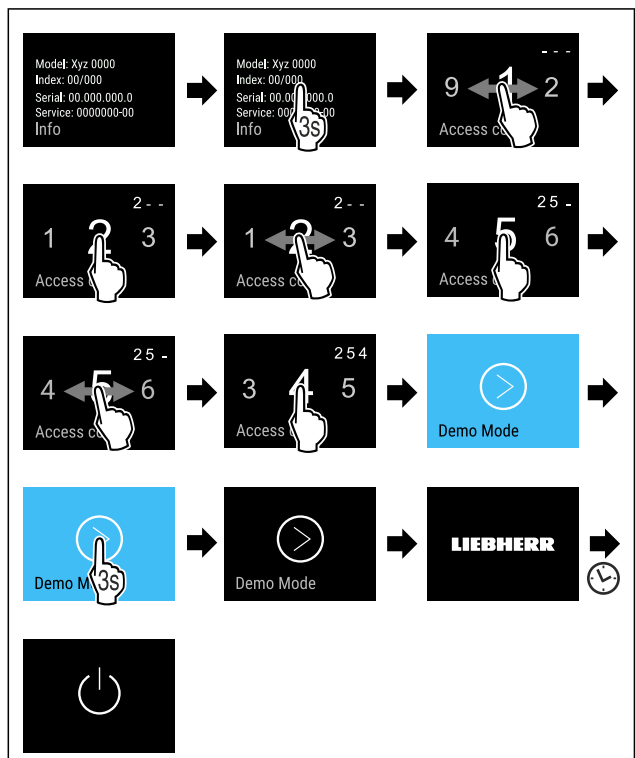 Model: Xyz 0000
Index: 00/000
Serial: 00.000.000.0
Service: 0000000-00
Info
Model: Xyz 0000
Index: 00/000
Serial:
Service:
Info
3s
- - -
9 1 2
Access
2 - -
1 2 3
Access
2 - -
1 2 3
Access
2 5 -
4 5 6
Access
2 5 -
4 5 6
Access
2 5 4
3 4 5
Access
Demo Mode
Demo
3s
Demo Mode
LIEBHERR